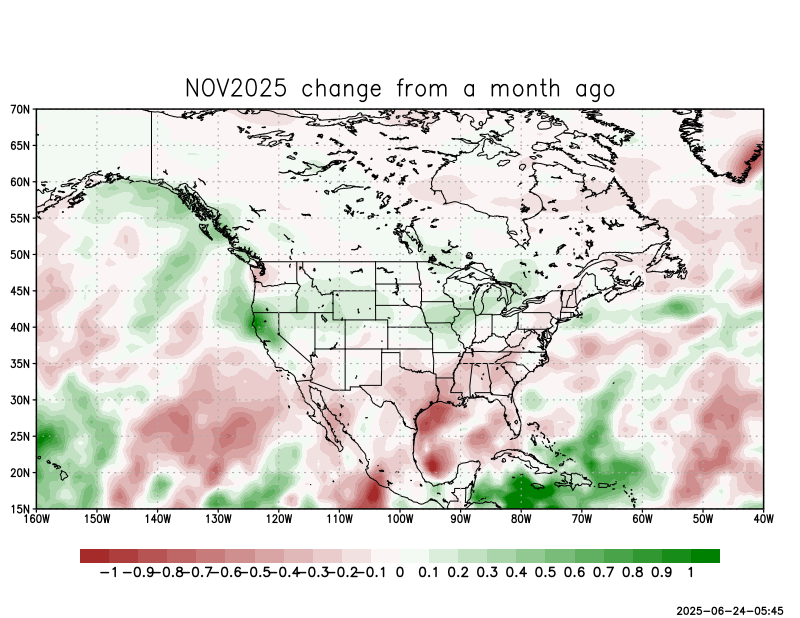 NOV2025 change from a month ago
70N
65N
60N
55N
50N
45N
40N
35N
30N
25N
20N
15N
160W 150W 140W 130W 120W 110W 100W 90W 80W 70W 60W 50W 40W
-1 -0.9 -0.8 -0.7 -0.6 -0.5 -0.4 -0.3 -0.2 -0.1 0 0.1 0.2 0.3 0.4 0.5 0.6 0.7 0.8 0.9 1
2025-06-24-05:45